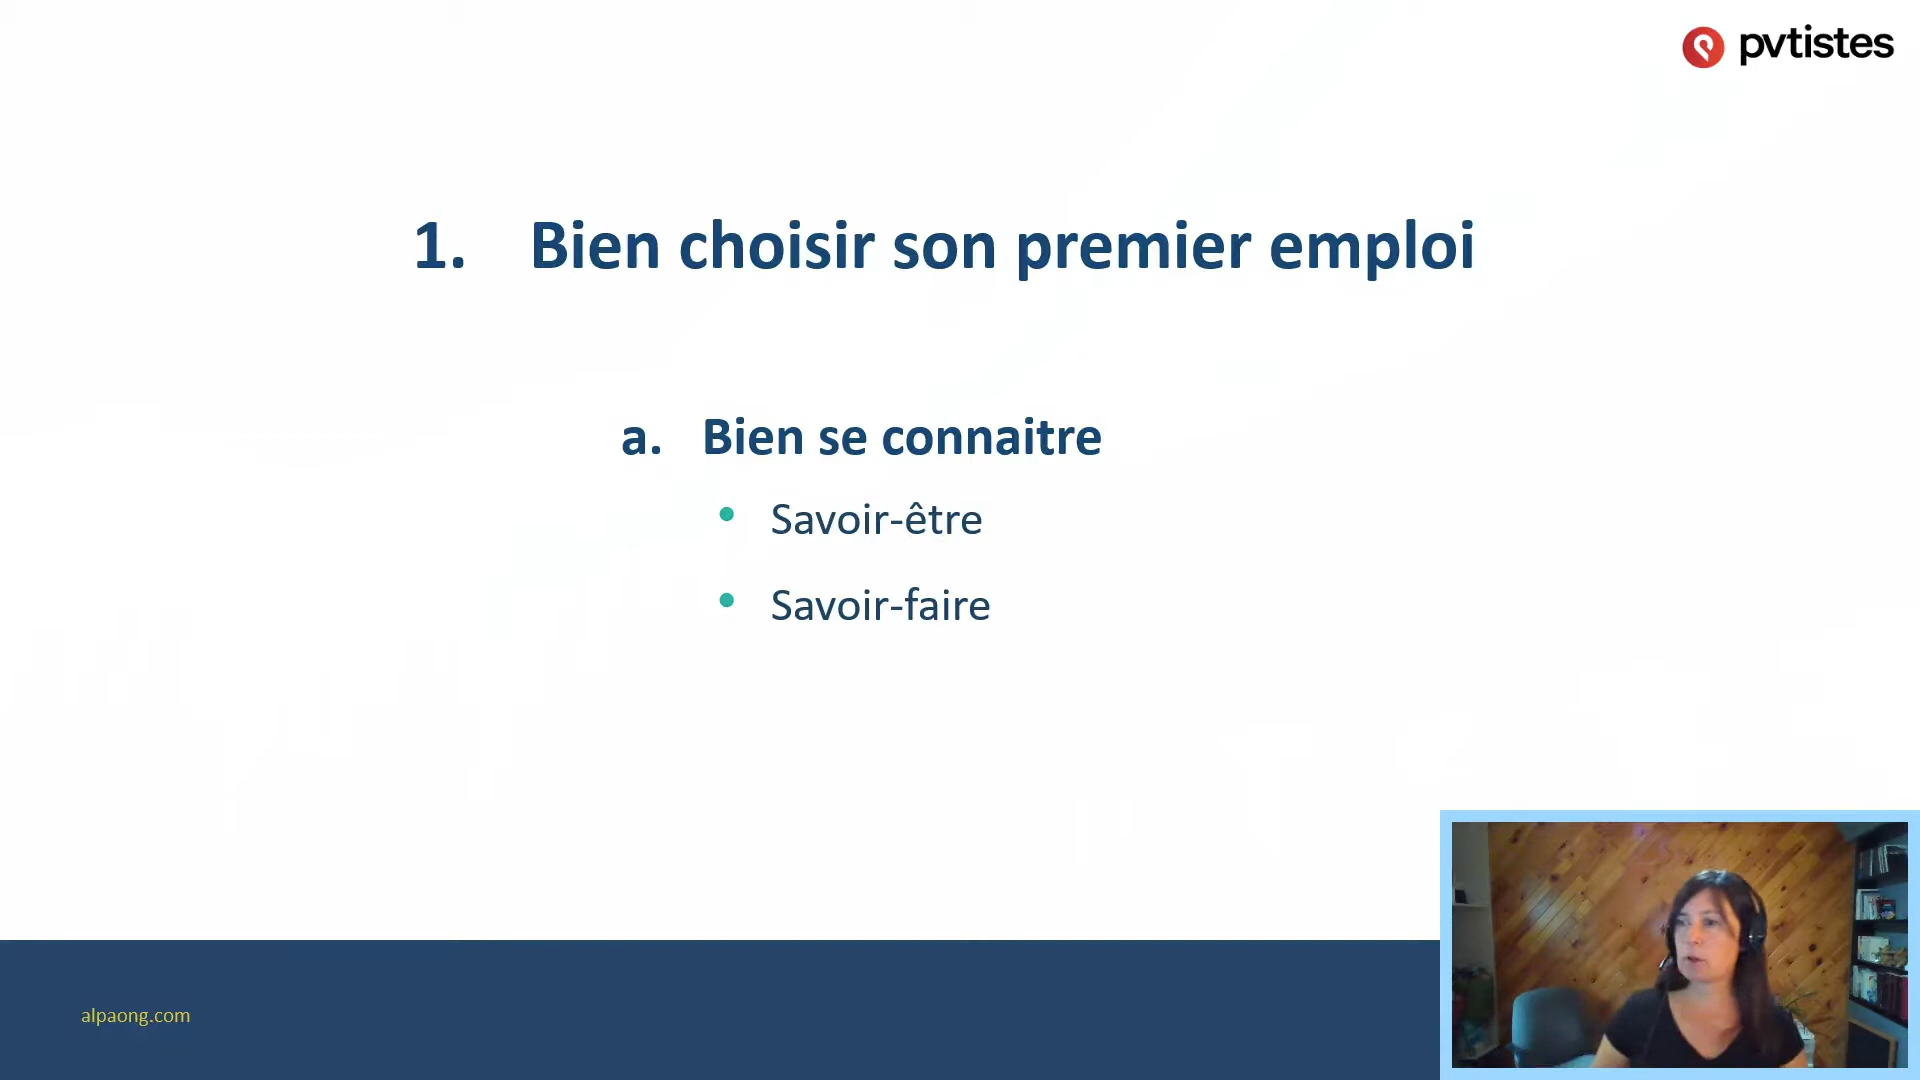 pvtistes
1. Bien choisir son premier emploi
a. Bien se connaitre
• Savoir-être
• Savoir-faire
alpaong.com